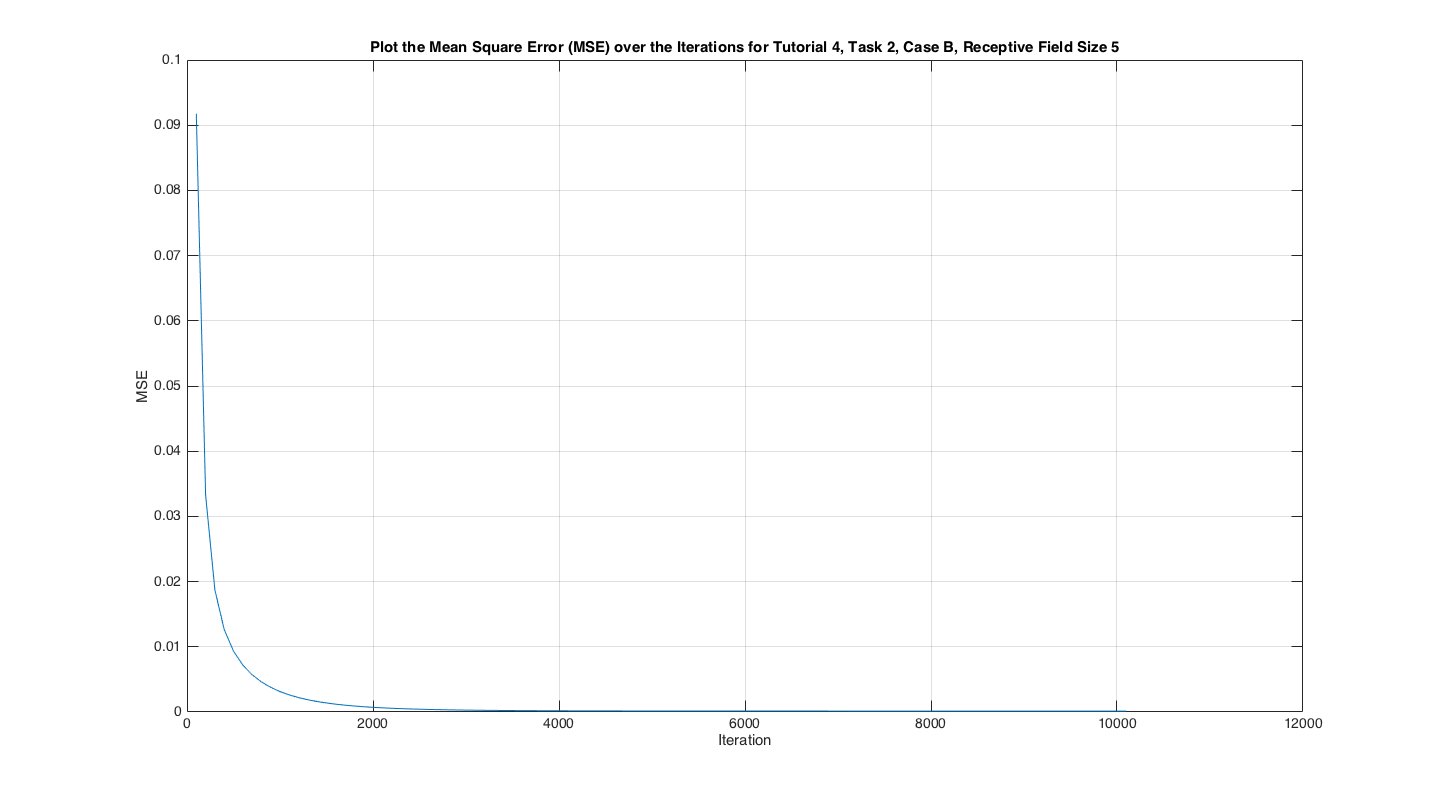 Plot the Mean Square Error (MSE) over the Iterations for Tutorial 4, Task 2, Case B, Receptive Field Size 5
0.1
0.09
0.08
0.07
0.06
0.05
0.04
0.03
0.02
0.01
0
MSE
0 2000 4000 6000 8000 10000 12000
Iteration